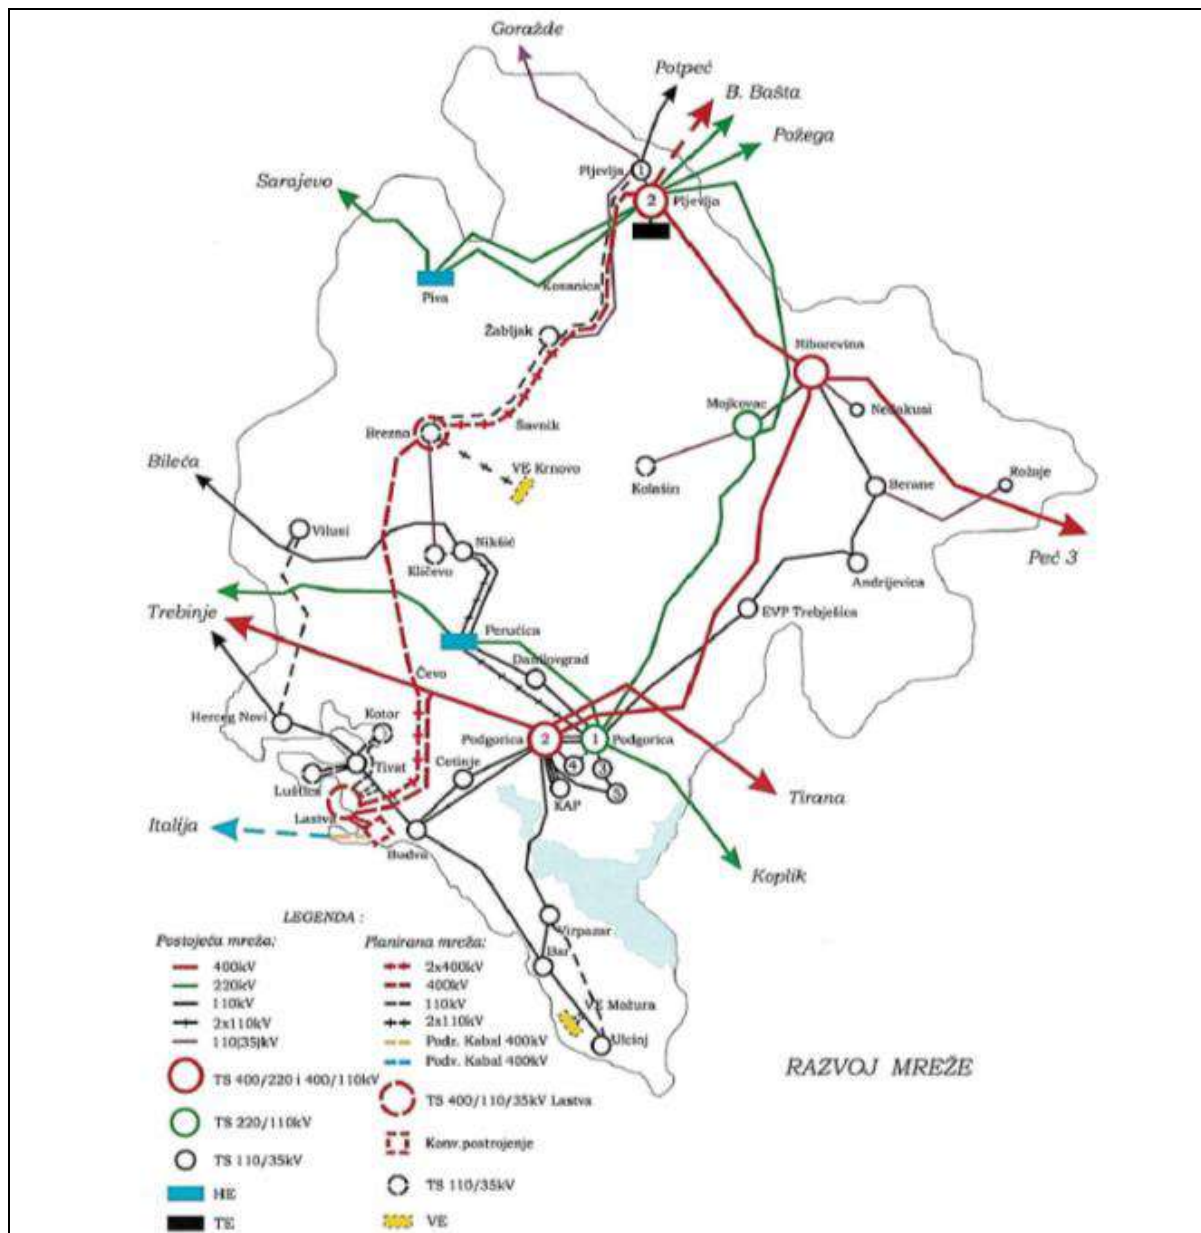 Goražde
Potpeć
B. Bašta
Požega
Pljevlja
1
Sarajevo
2
Pljevlja
Kosanica
Piva
Žabljak
Ribarevina
Mojkovac
Nedakusi
Brezna
Šavnik
VE Krnovo
Bileća
Kolašin
Berane
Rožaje
Vilusi
Nikšić
Kličevo
Peć 3
Andrijevica
EVP Trebješica
Trebinje
Perućica
Danilovgrad
Čevo
Herceg Novi
Kotor
Podgorica
2
1
Podgorica
Tivat
Cetinje
4
3
5
Luštica
KAP
Tirana
Lastva
Italija
Budva
Koplik
LEGENDA :
Virpazar
Bar
VE Možura
Ulcinj
Postojeća mreža:
400kV
220kV
110kV
2x110kV
110(35)kV
TS 400/220 i 400/110kV
TS 220/110kV
TS 110/35kV
HE
TE
Planirana mreža:
2x400kV
400kV
110kV
2x110kV
Podz. Kabal 400kV
Podv. Kabal 400kV
TS 400/110/35kV Lastva
Konv.postrojenje
TS 110/35kV
VE
RAZVOJ MREŽE